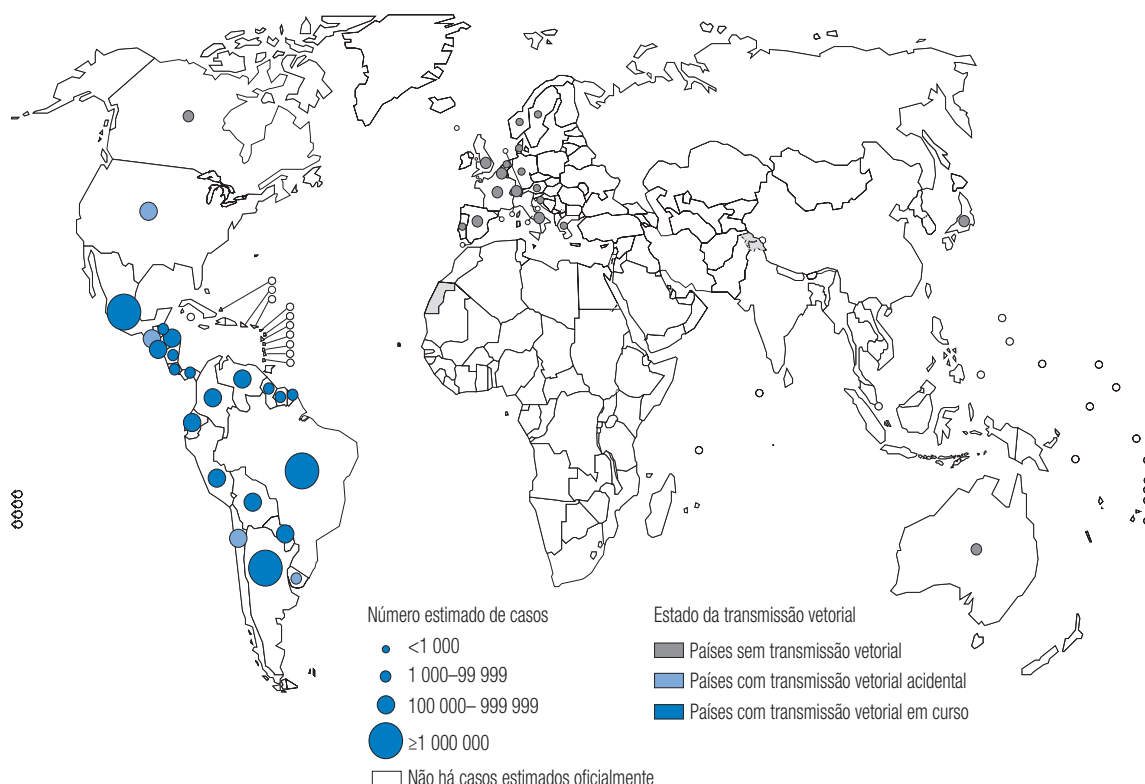 Número estimado de casos
<1 000
1 000–99 999
100 000– 999 999
≥1 000 000
Não há casos estimados oficialmente
Estado da transmissão vetorial
Países sem transmissão vetorial
Países com transmissão vetorial acidental
Países com transmissão vetorial em curso